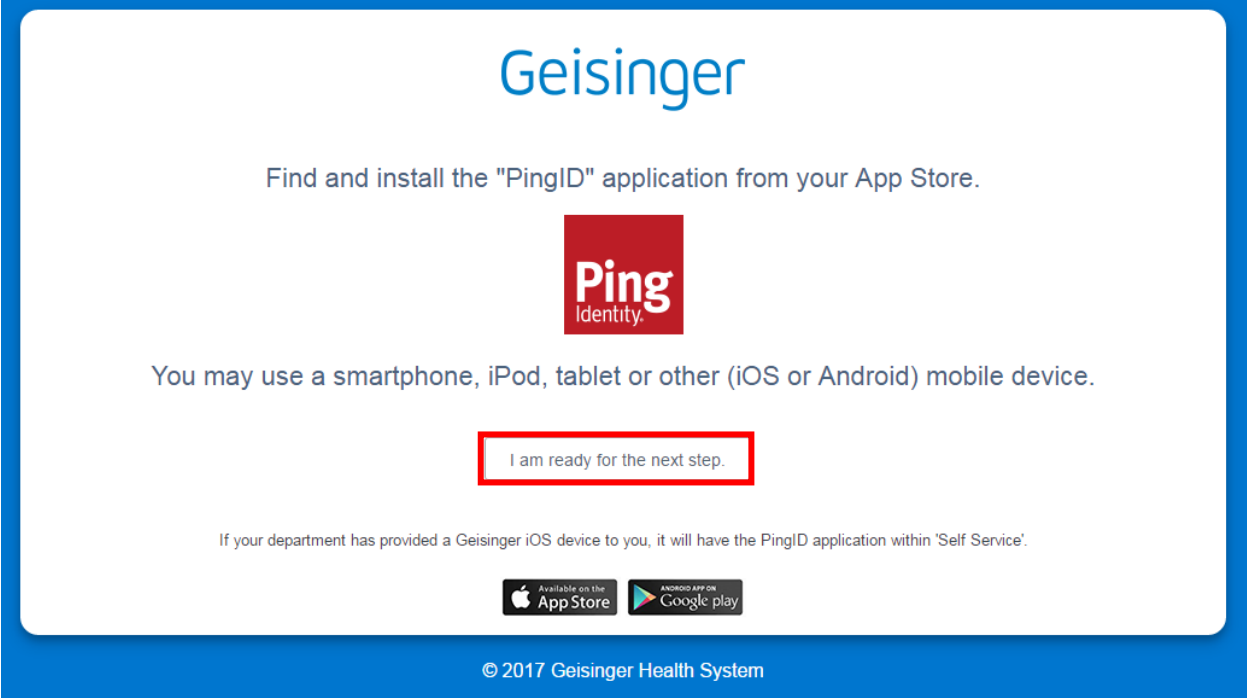 Geisinger
Find and install the "PingID" application from your App Store.
Ping
Identity.
You may use a smartphone, iPod, tablet or other (iOS or Android) mobile device.
I am ready for the next step.
If your department has provided a Geisinger iOS device to you, it will have the PingID application within 'Self Service'.
Available on the
App Store
ANDROID APP ON
Google play
© 2017 Geisinger Health System